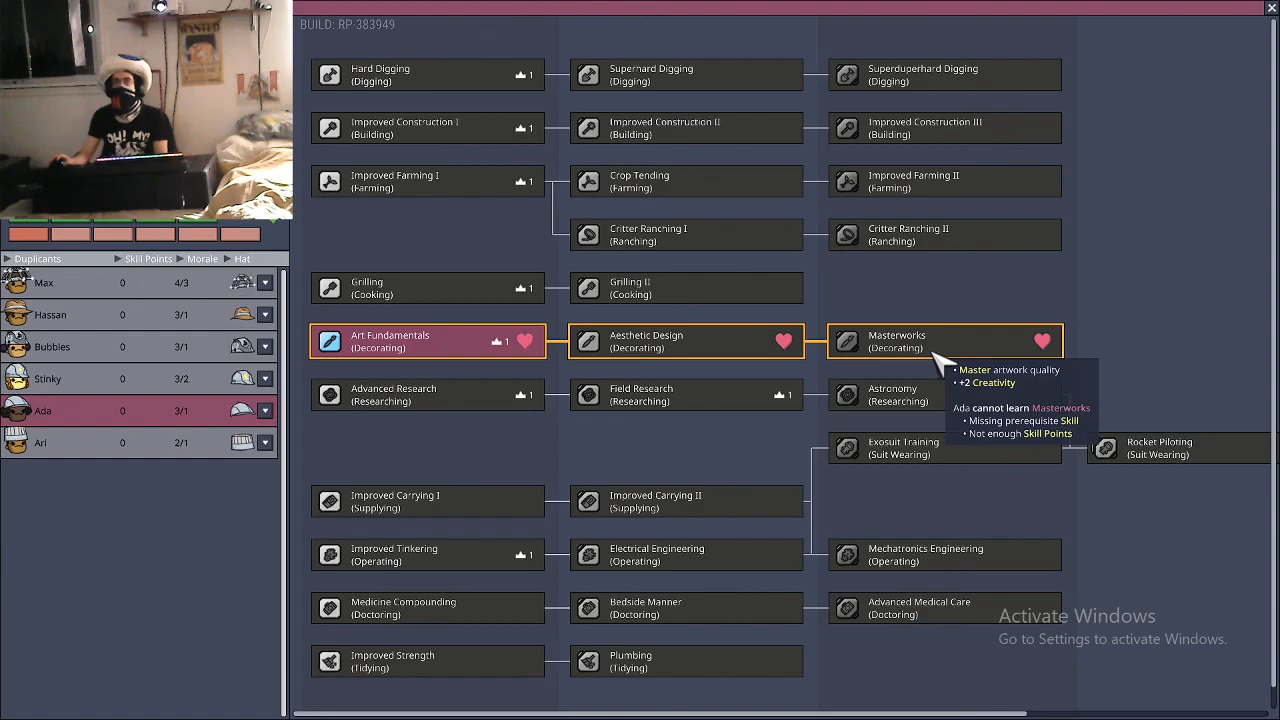 BUILD: RP-383949
WANTED
OH! MY!
Duplicants Skill Points Morale Hat
Max 0 4/3
Hassan 0 3/1
Bubbles 0 3/1
Stinky 0 3/2
Ada 0 3/1
Ari 0 2/1
Hard Digging
(Digging)
1
Superhard Digging
(Digging)
Superduperhard Digging
(Digging)
Improved Construction I
(Building)
1
Improved Construction II
(Building)
Improved Construction III
(Building)
Improved Farming I
(Farming)
1
Crop Tending
(Farming)
Improved Farming II
(Farming)
Critter Ranching I
(Ranching)
Critter Ranching II
(Ranching)
Grilling
(Cooking)
1
Grilling II
(Cooking)
Art Fundamentals
(Decorating)
1
Aesthetic Design
(Decorating)
Masterworks
(Decorating)
• Master artwork quality
• +2 Creativity
Ada cannot learn Masterworks
• Missing prerequisite Skill
• Not enough Skill Points
Advanced Research
(Researching)
1
Field Research
(Researching)
1
Astronomy
(Researching)
Exosuit Training
(Suit Wearing)
Rocket Piloting
(Suit Wearing)
Improved Carrying I
(Supplying)
Improved Carrying II
(Supplying)
Improved Tinkering
(Operating)
1
Electrical Engineering
(Operating)
Mechatronics Engineering
(Operating)
Medicine Compounding
(Doctoring)
Bedside Manner
(Doctoring)
Advanced Medical Care
(Doctoring)
Improved Strength
(Tidying)
Plumbing
(Tidying)
Activate Windows
Go to Settings to activate Windows.